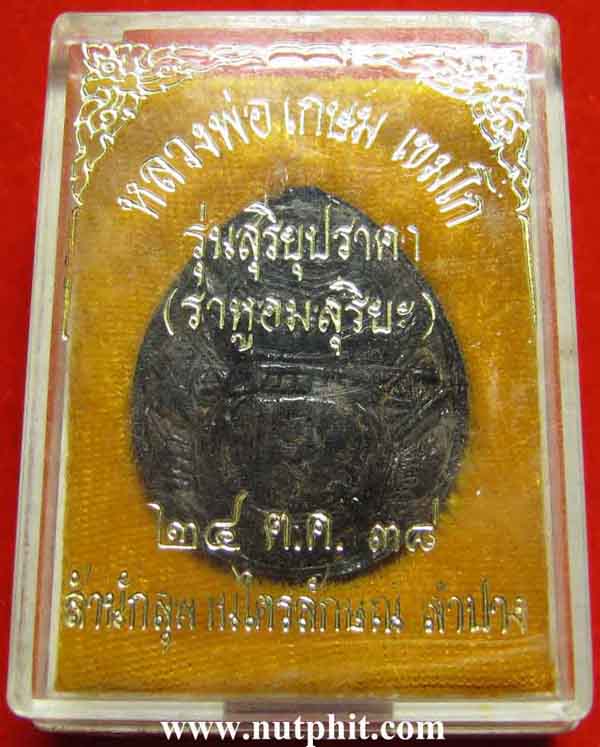 หลวงพ่อ เกษม เขมโก
รุ่นสุริยุปราคา
(ราหูอมสุริยะ)
๒๔ ต.ค. ๓๘
สำนักสุสานไตรลักษณ์ ลำปาง
www.nutphit.com